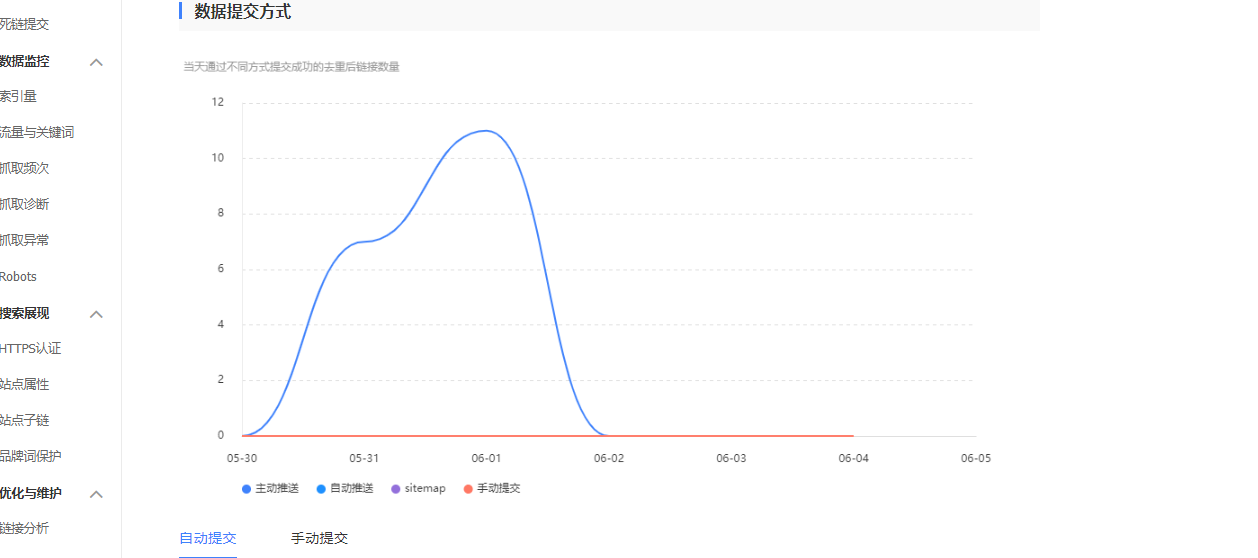 死链提交
数据监控
索引量
流量与关键词
抓取频次
抓取诊断
抓取异常
Robots
搜索展现
HTTPS认证
站点属性
站点子链
品牌词保护
优化与维护
链接分析
数据提交方式
当天通过不同方式提交成功的去重后链接数量
12
10
8
6
4
2
0
05-30 05-31 06-01 06-02 06-03 06-04 06-05
主动推送 自动推送 sitemap 手动提交
自动提交 手动提交